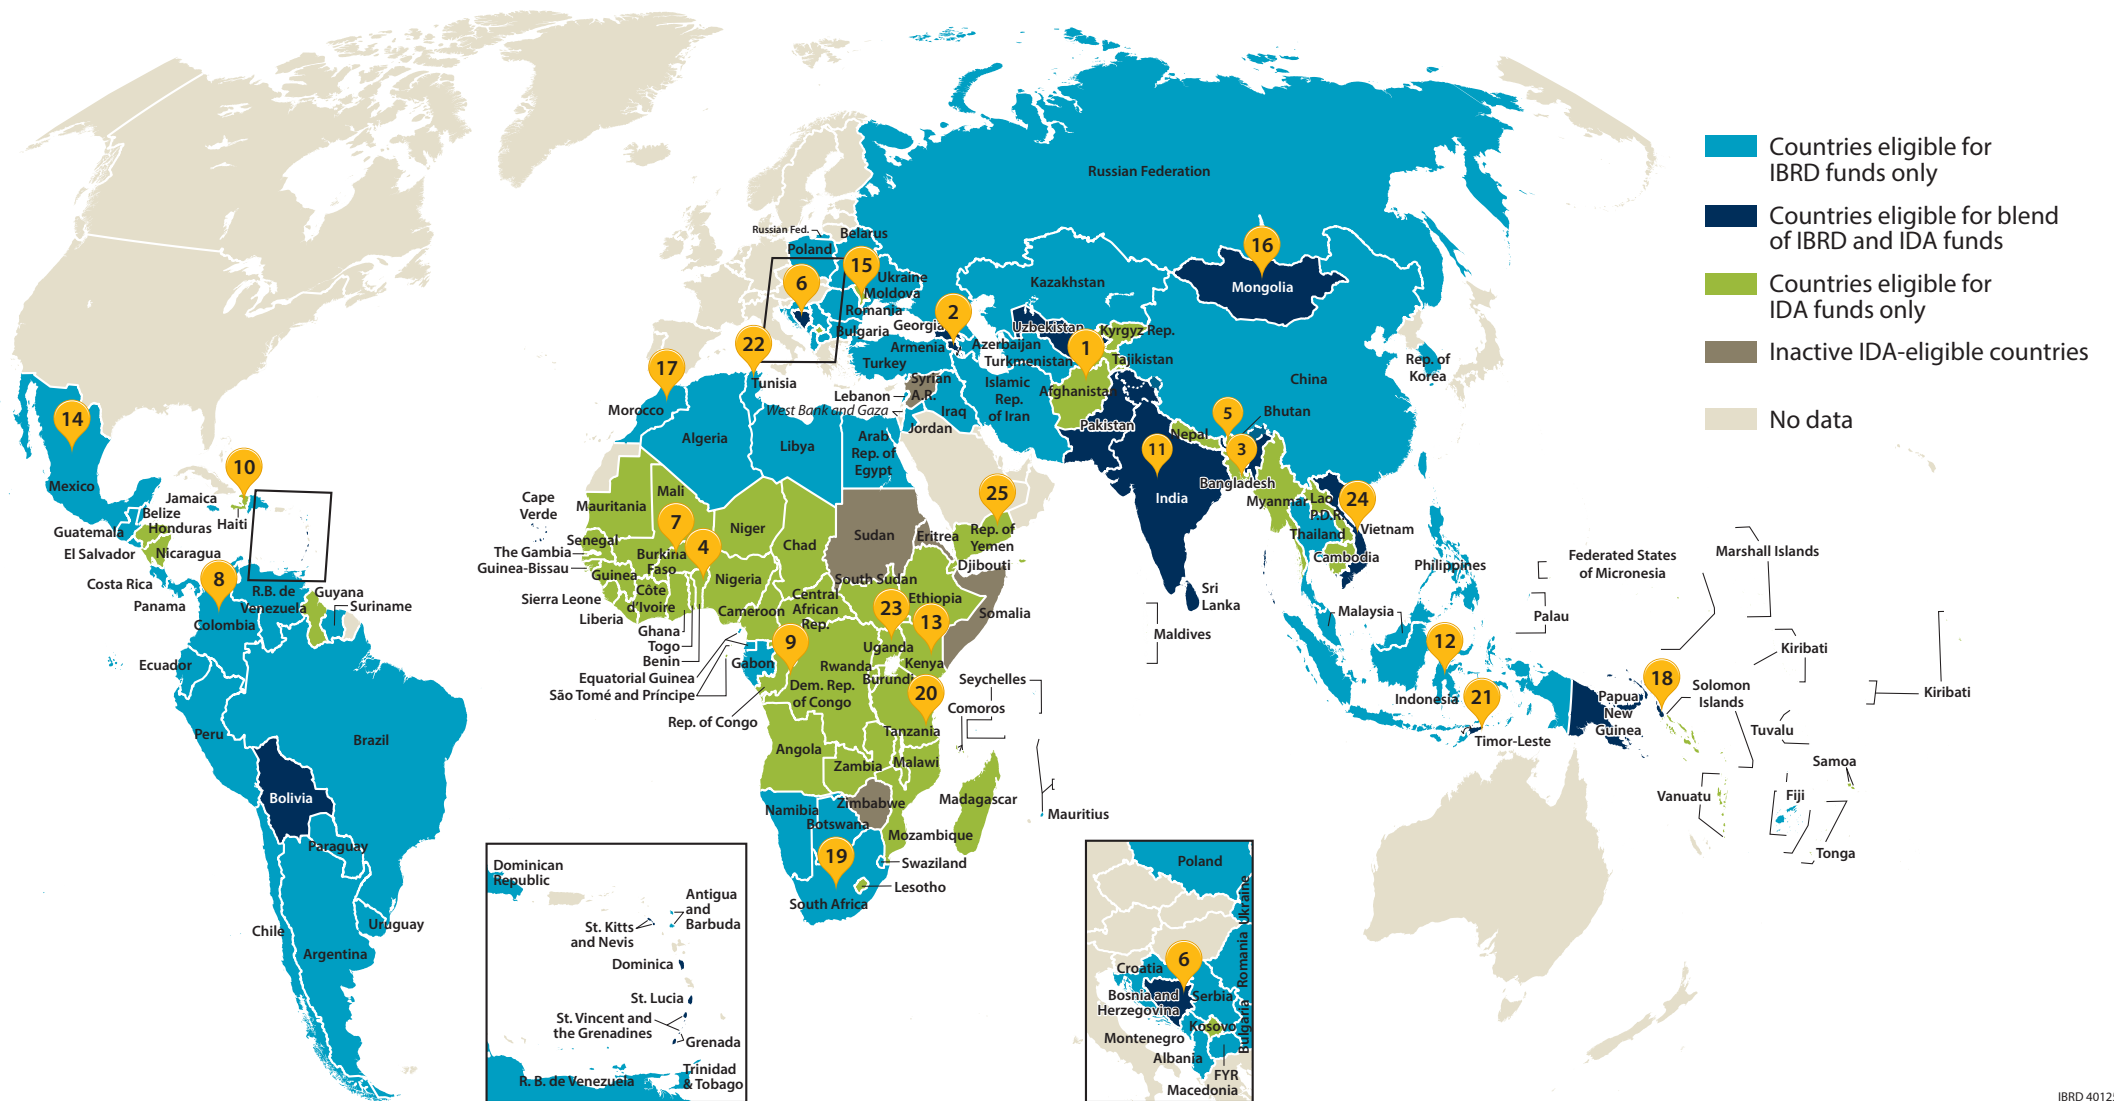 Countries eligible for
IBRD funds only
Countries eligible for blend
of IBRD and IDA funds
Countries eligible for
IDA funds only
Inactive IDA-eligible countries
No data
Russian Federation
Russian Fed.
Belarus
Poland
15
Ukraine
Moldova
6
Romania
Bulgaria
16
Mongolia
Kazakhstan
2
Georgia
Armenia
Azerbaijan
Turkey
Turkmenistan
Uzbekistan
Kyrgyz Rep.
1
Tajikistan
Afghanistan
22
Tunisia
17
Morocco
Algeria
Libya
Lebanon
West Bank and Gaza
Syrian
A.R.
Iraq
Jordan
Islamic
Rep.
of Iran
Arab
Rep. of
Egypt
China
Rep. of
Korea
Pakistan
Nepal
5
Bhutan
3
11
India
Bangladesh
Myanmar
Lao
P.D.R.
24
Vietnam
Thailand
Cambodia
Philippines
Sri
Lanka
Maldives
Malaysia
12
Indonesia
21
Timor-Leste
Papua
New
Guinea
18
Solomon
Islands
Federated States
of Micronesia
Marshall Islands
Palau
Kiribati
Kiribati
Tuvalu
Samoa
Vanuatu
Fiji
Tonga
14
Mexico
10
Jamaica
Belize
Honduras
Haiti
Guatemala
El Salvador
Nicaragua
Costa Rica
Panama
8
R.B. de
Venezuela
Guyana
Suriname
Colombia
Ecuador
Peru
Brazil
Bolivia
Paraguay
Uruguay
Chile
Argentina
Cape
Verde
Mauritania
Mali
7
4
Niger
Chad
Sudan
Eritrea
25
Rep. of
Yemen
Djibouti
Senegal
The Gambia
Guinea-Bissau
Guinea
Burkina
Faso
Sierra Leone
Liberia
Côte
d’Ivoire
Ghana
Togo
Benin
Nigeria
Cameroon
Central
African
Rep.
South Sudan
Ethiopia
Somalia
23
13
9
Equatorial Guinea
São Tomé and Príncipe
Gabon
Rep. of Congo
Dem. Rep.
of Congo
Rwanda
Burundi
Uganda
Kenya
20
Tanzania
Seychelles
Comoros
Angola
Zambia
Malawi
Zimbabwe
Namibia
Botswana
Mozambique
Madagascar
Mauritius
19
Swaziland
Lesotho
South Africa
Dominican
Republic
Antigua
and
Barbuda
St. Kitts
and Nevis
Dominica
St. Lucia
St. Vincent and
the Grenadines
Grenada
Trinidad
& Tobago
R. B. de Venezuela
Poland
Ukraine
Romania
Bulgaria
6
Croatia
Bosnia and
Herzegovina
Serbia
Kosovo
Montenegro
Albania
FYR
Macedonia